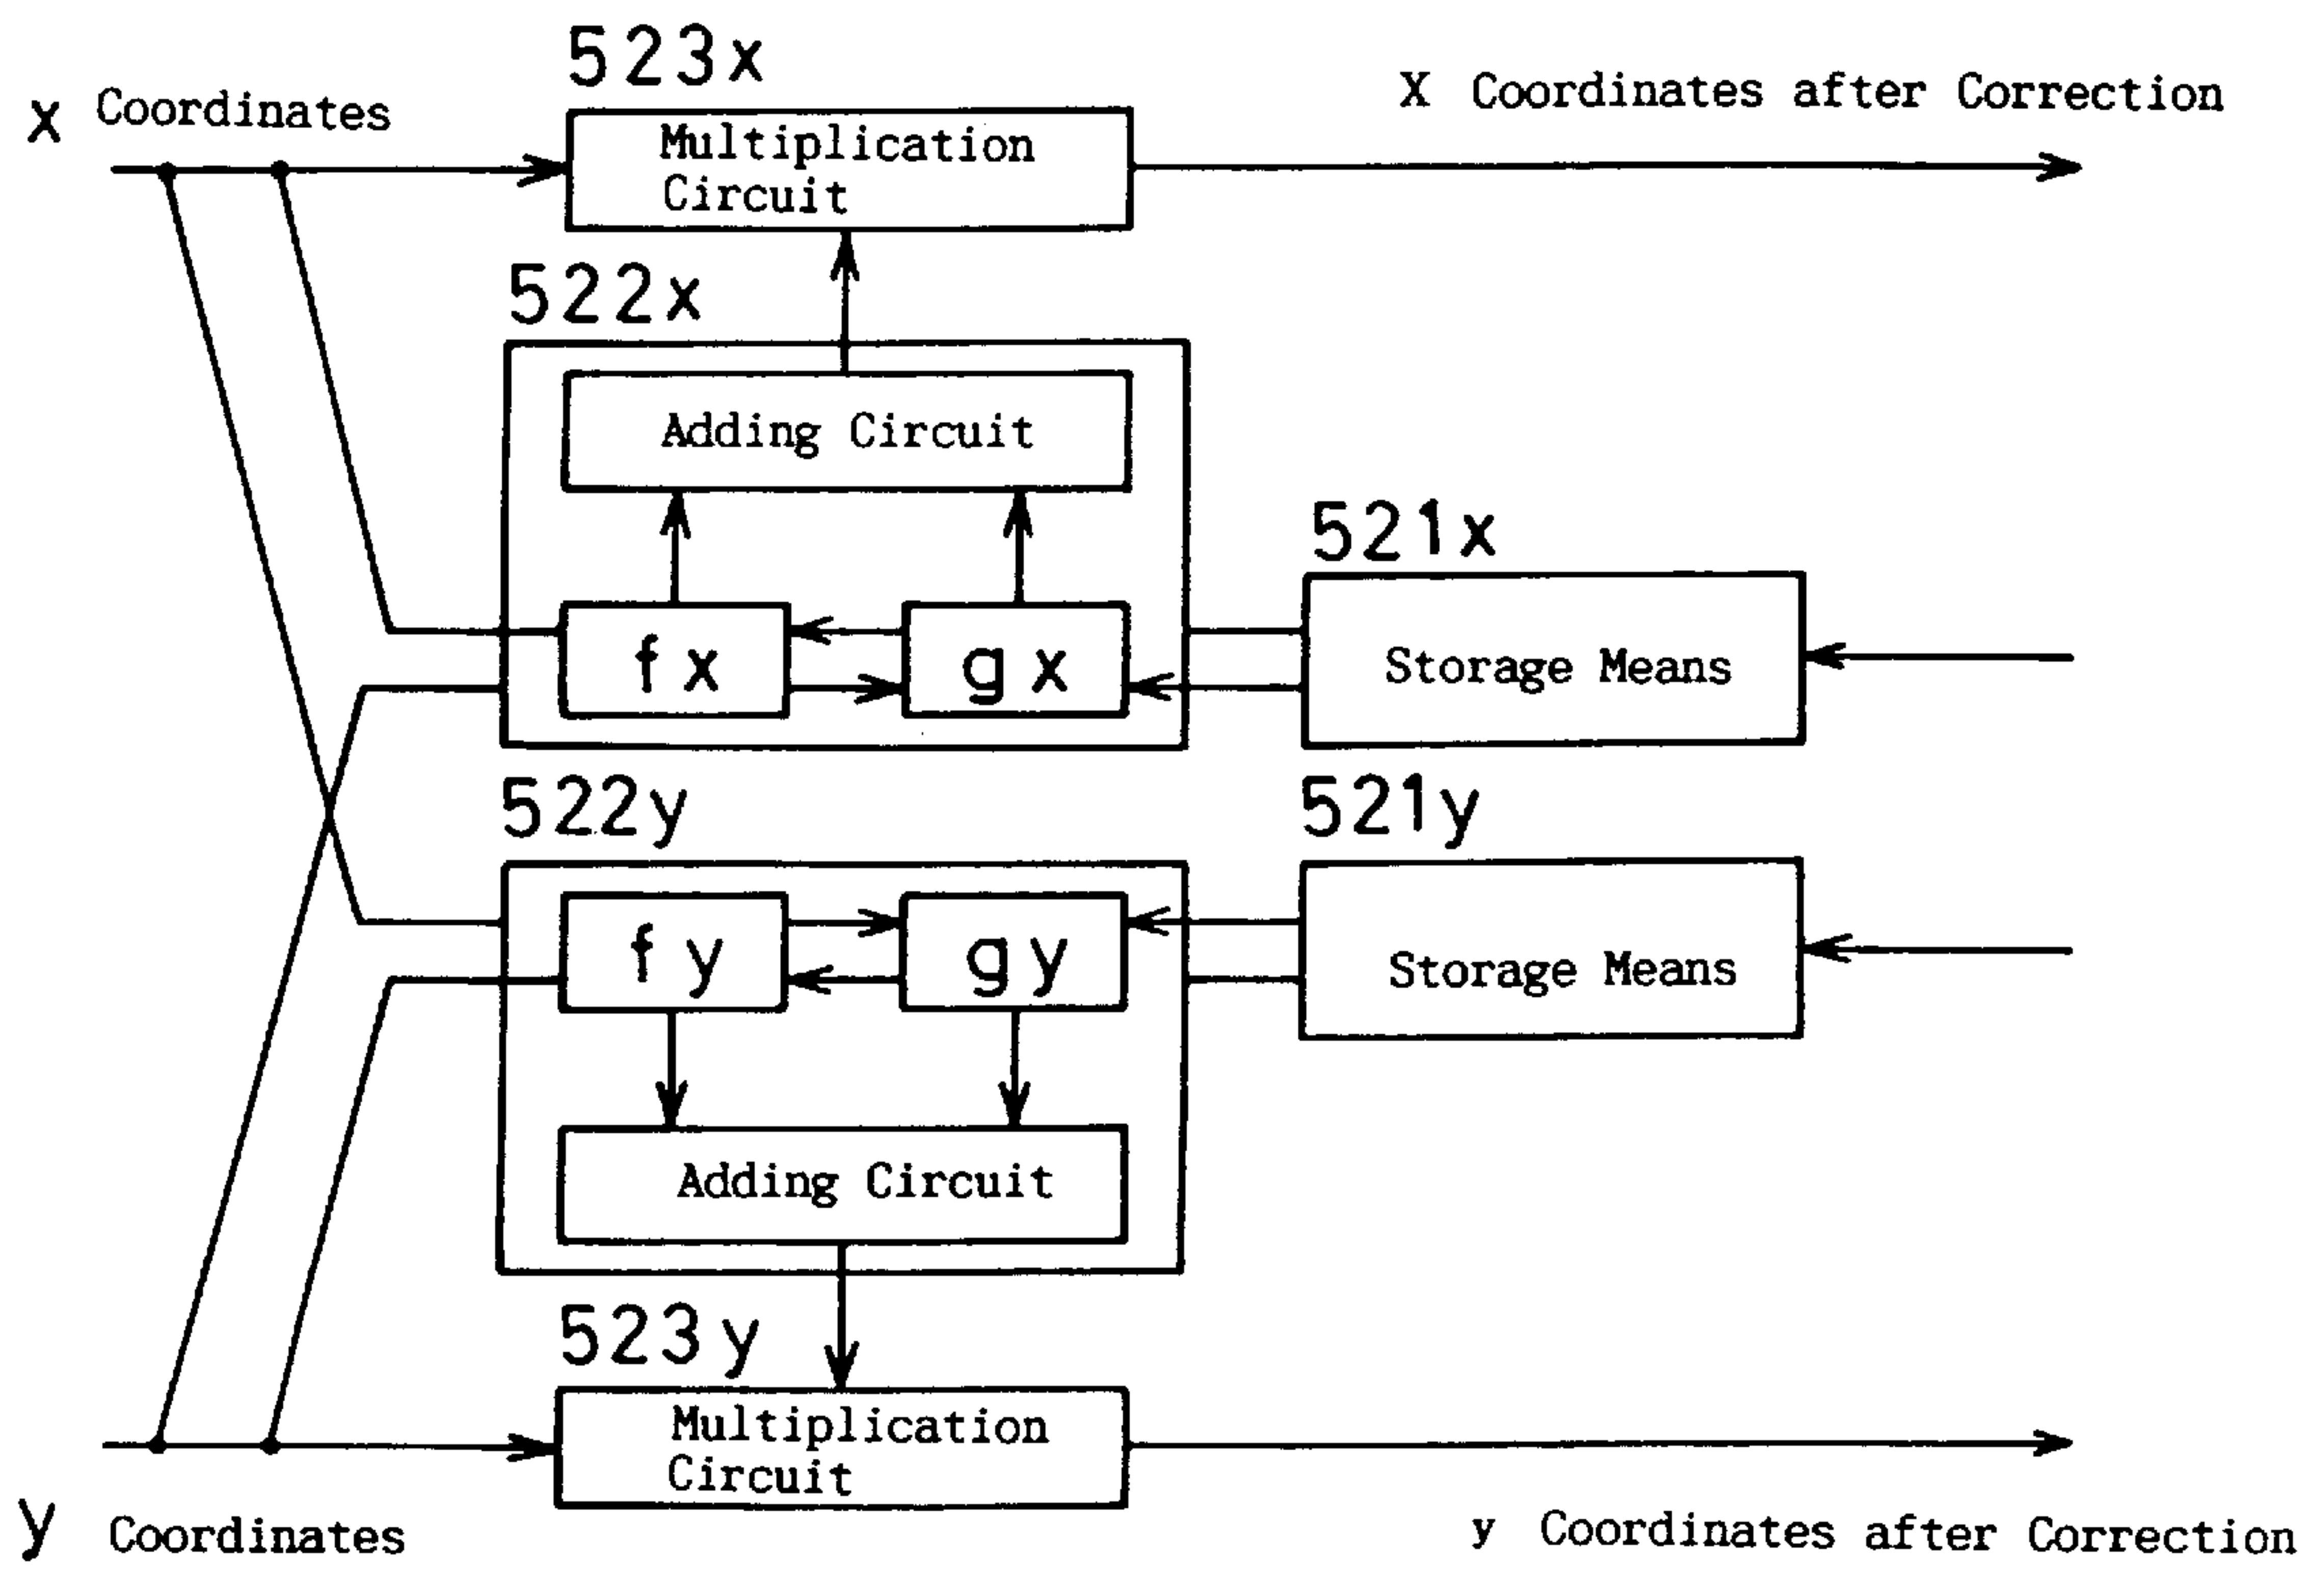 523x
x Coordinates
X Coordinates after Correction
Multiplication
Circuit
522x
Adding Circuit
521x
fx
gx
Storage Means
522y
521y
fy
gy
Storage Means
Adding Circuit
523y
Multiplication
Circuit
y Coordinates
y Coordinates after Correction